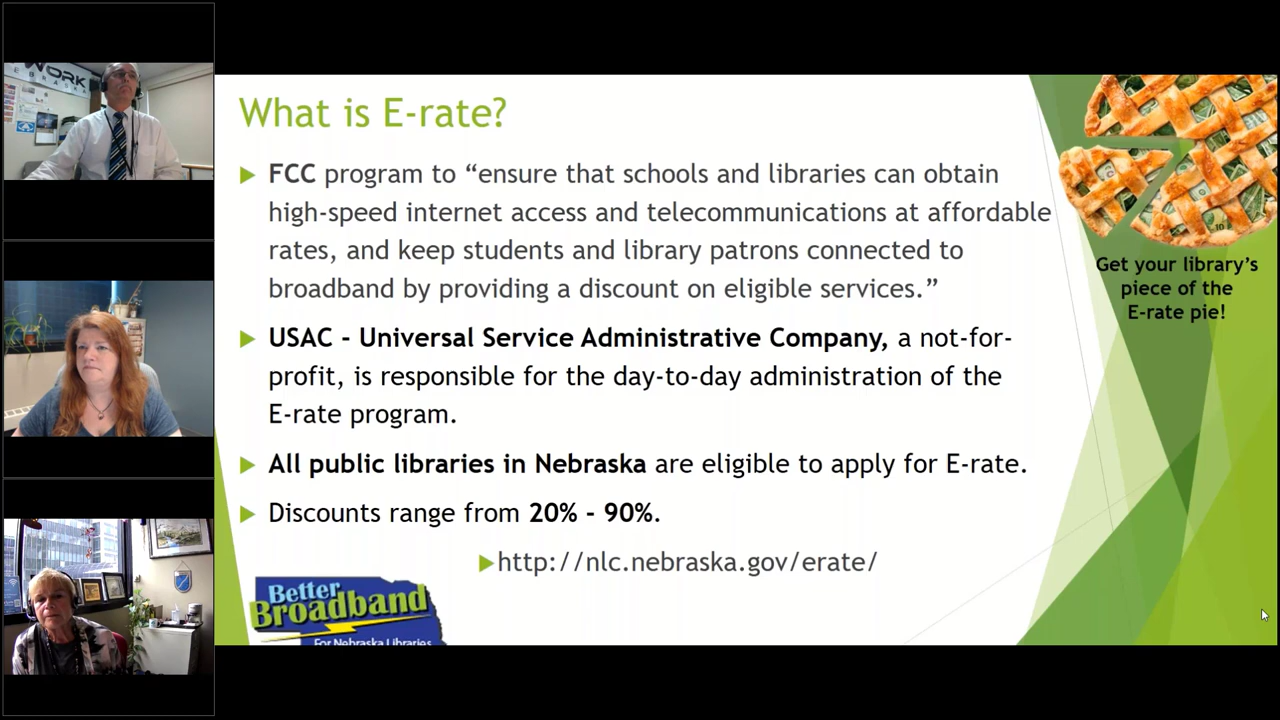 WORK
What is E-rate?
FCC program to “ensure that schools and libraries can obtain
high-speed internet access and telecommunications at affordable
rates, and keep students and library patrons connected to
broadband by providing a discount on eligible services.”
USAC - Universal Service Administrative Company, a not-for-
profit, is responsible for the day-to-day administration of the
E-rate program.
All public libraries in Nebraska are eligible to apply for E-rate.
Discounts range from 20% - 90%.
http://nlc.nebraska.gov/erate/
Better
Broadband
For Nebraska Libraries
Get your library’s
piece of the
E-rate pie!